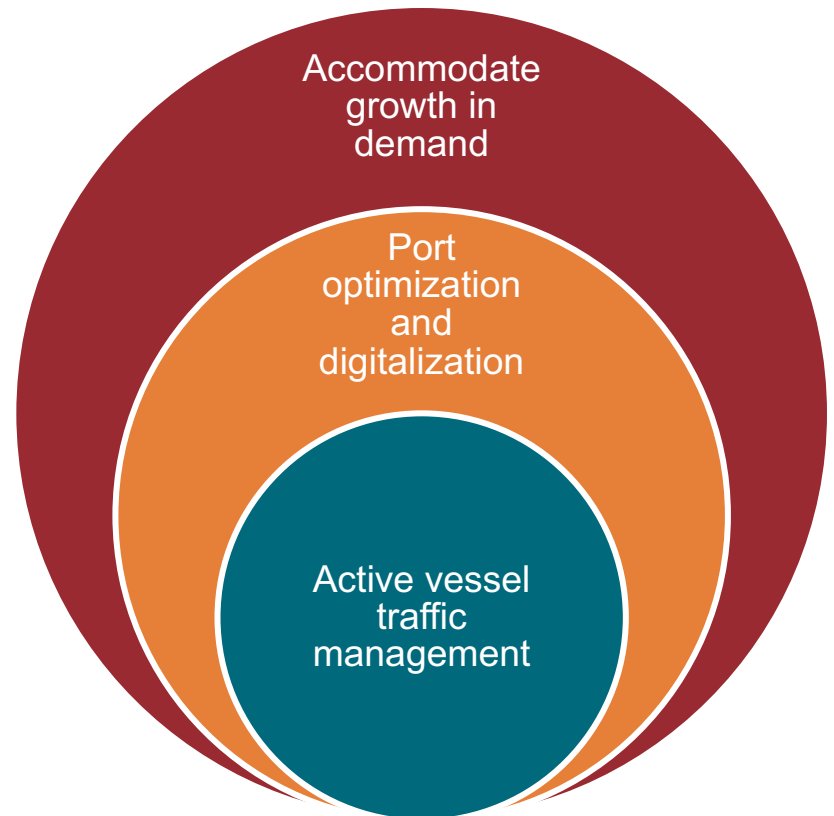 Accommodate
growth in
demand
Port
optimization
and
digitalization
Active vessel
traffic
management